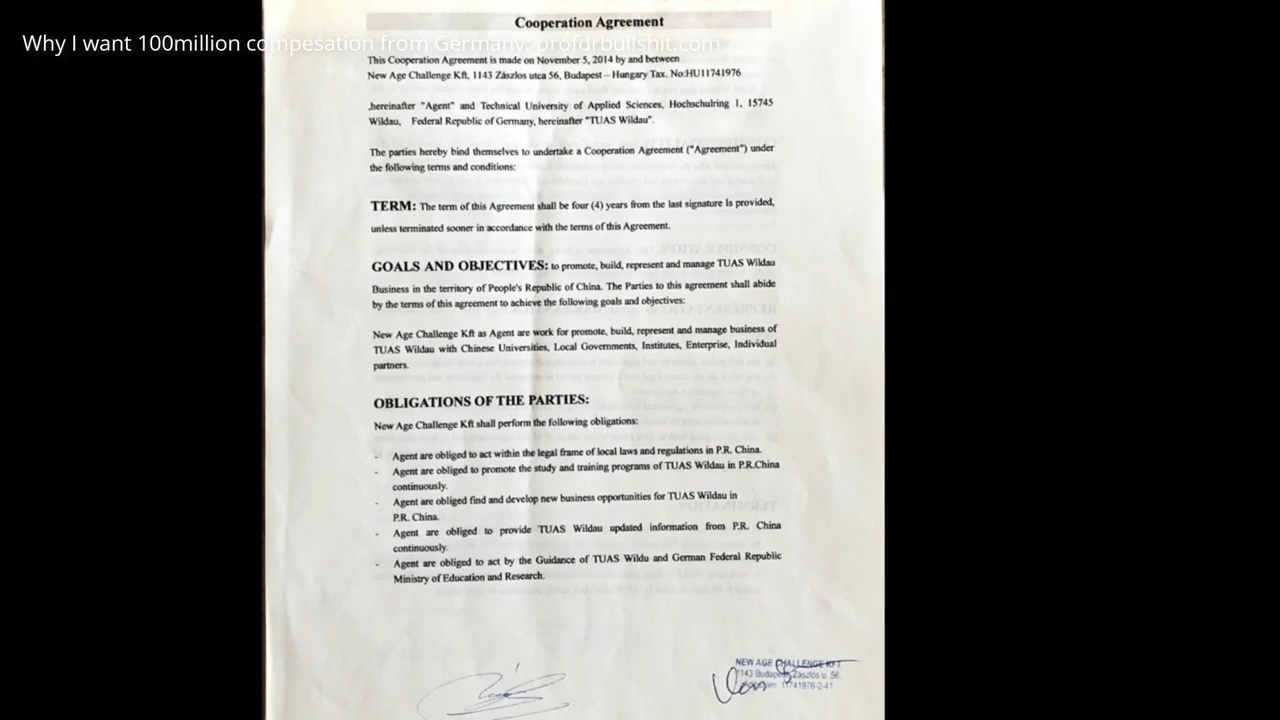 Cooperation Agreement
Why I want 100million compesation from Germany: profdrbullshit.com
This Cooperation Agreement is made on November 5, 2014 by and between
New Age Challenge Kft, 1143 Zászlos utca 56, Budapest – Hungary Tax. No:HU11741976
,hereinafter "Agent" and Technical University of Applied Sciences, Hochschulring 1, 15745
Wildau, Federal Republic of Germany, hereinafter "TUAS Wildau".
The parties hereby bind themselves to undertake a Cooperation Agreement ("Agreement") under
the following terms and conditions:
TERM: The term of this Agreement shall be four (4) years from the last signature is provided,
unless terminated sooner in accordance with the terms of this Agreement.
GOALS AND OBJECTIVES: to promote, build, represent and manage TUAS Wildau
Business in the territory of People's Republic of China. The Parties to this agreement shall abide
by the terms of this agreement to achieve the following goals and objectives:
New Age Challenge Kft as Agent are work for promote, build, represent and manage business of
TUAS Wildau with Chinese Universities, Local Governments, Institutes, Enterprise, Individual
partners.
OBLIGATIONS OF THE PARTIES:
New Age Challenge Kft shall perform the following obligations:
- Agent are obliged to act within the legal frame of local laws and regulations in P.R. China.
- Agent are obliged to promote the study and training programs of TUAS Wildau in P.R.China
continuously.
- Agent are obliged find and develop new business opportunities for TUAS Wildau in
P.R. China.
- Agent are obliged to provide TUAS Wildau updated information from P.R. China
continuously.
- Agent are obliged to act by the Guidance of TUAS Wildu and German Federal Republic
Ministry of Education and Research.
NEW AGE CHALLENGE KFT.
1143 Budapest, Zászlós u. 56.
11741976-2-41